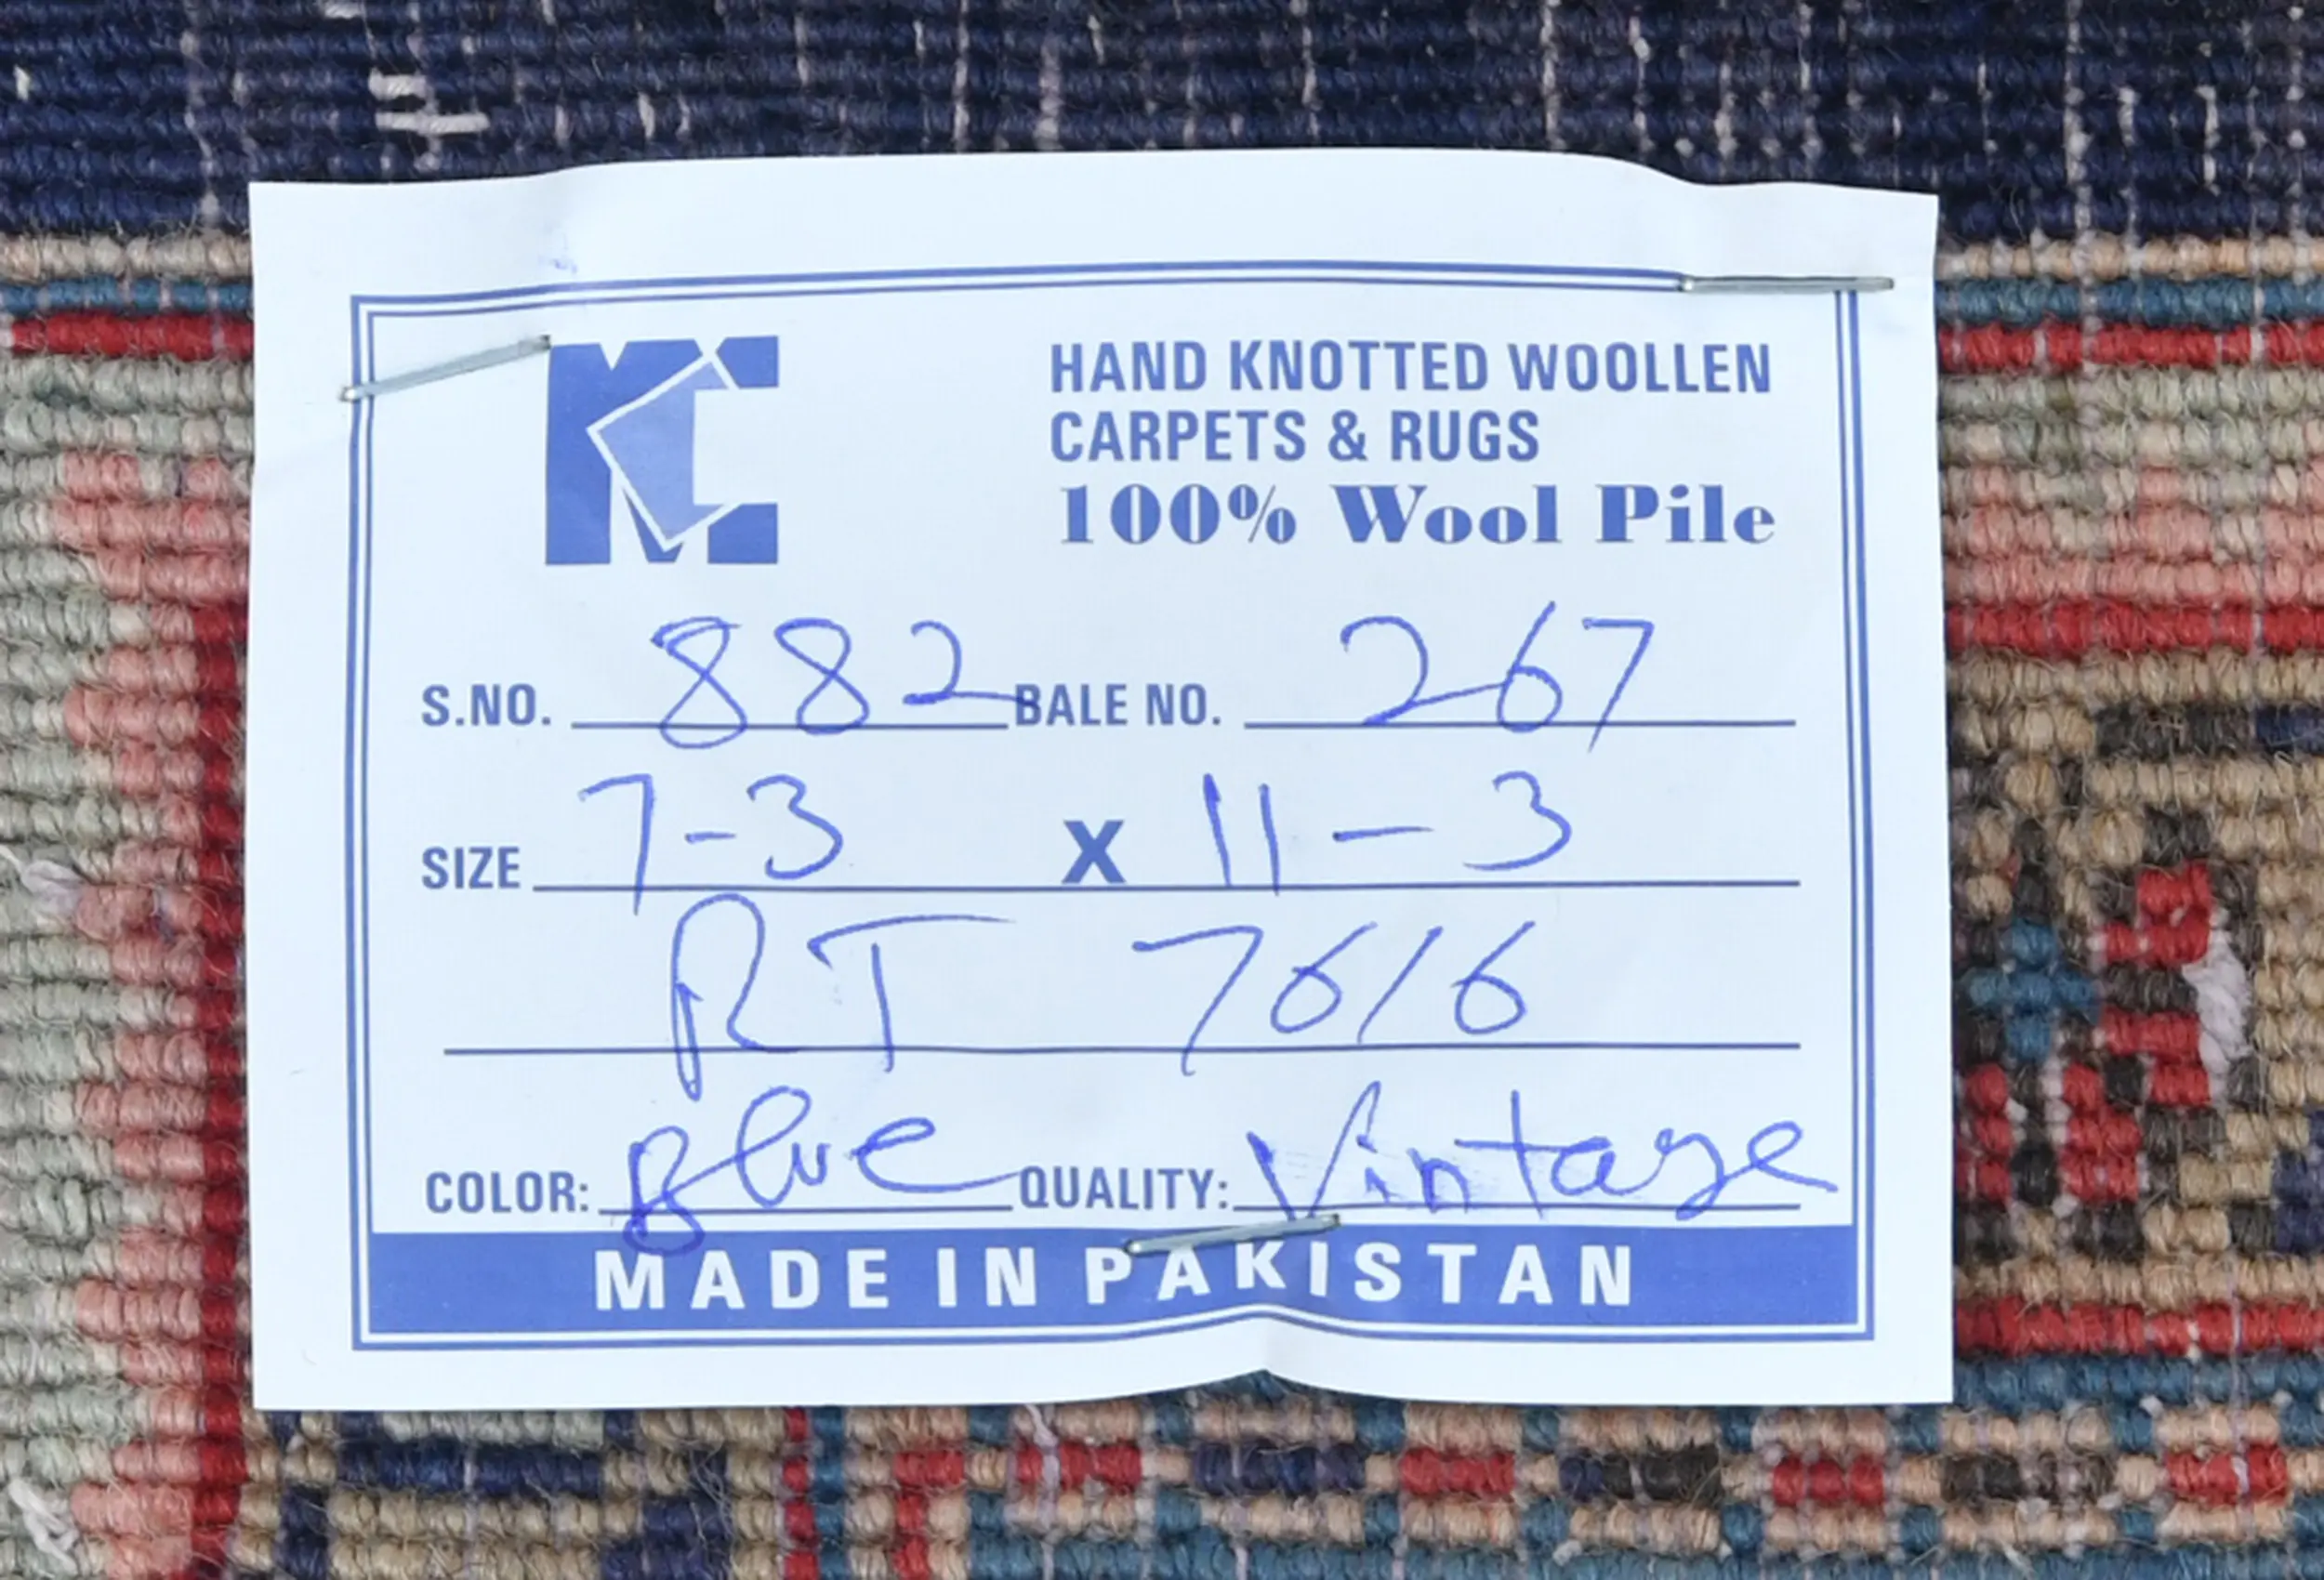 MC
HAND KNOTTED WOOLLEN
CARPETS & RUGS
100% Wool Pile
S.NO. 882 BALE NO. 267
SIZE 7-3 X 11-3
RT 7616
COLOR: Blue QUALITY: Vintage
MADE IN PAKISTAN